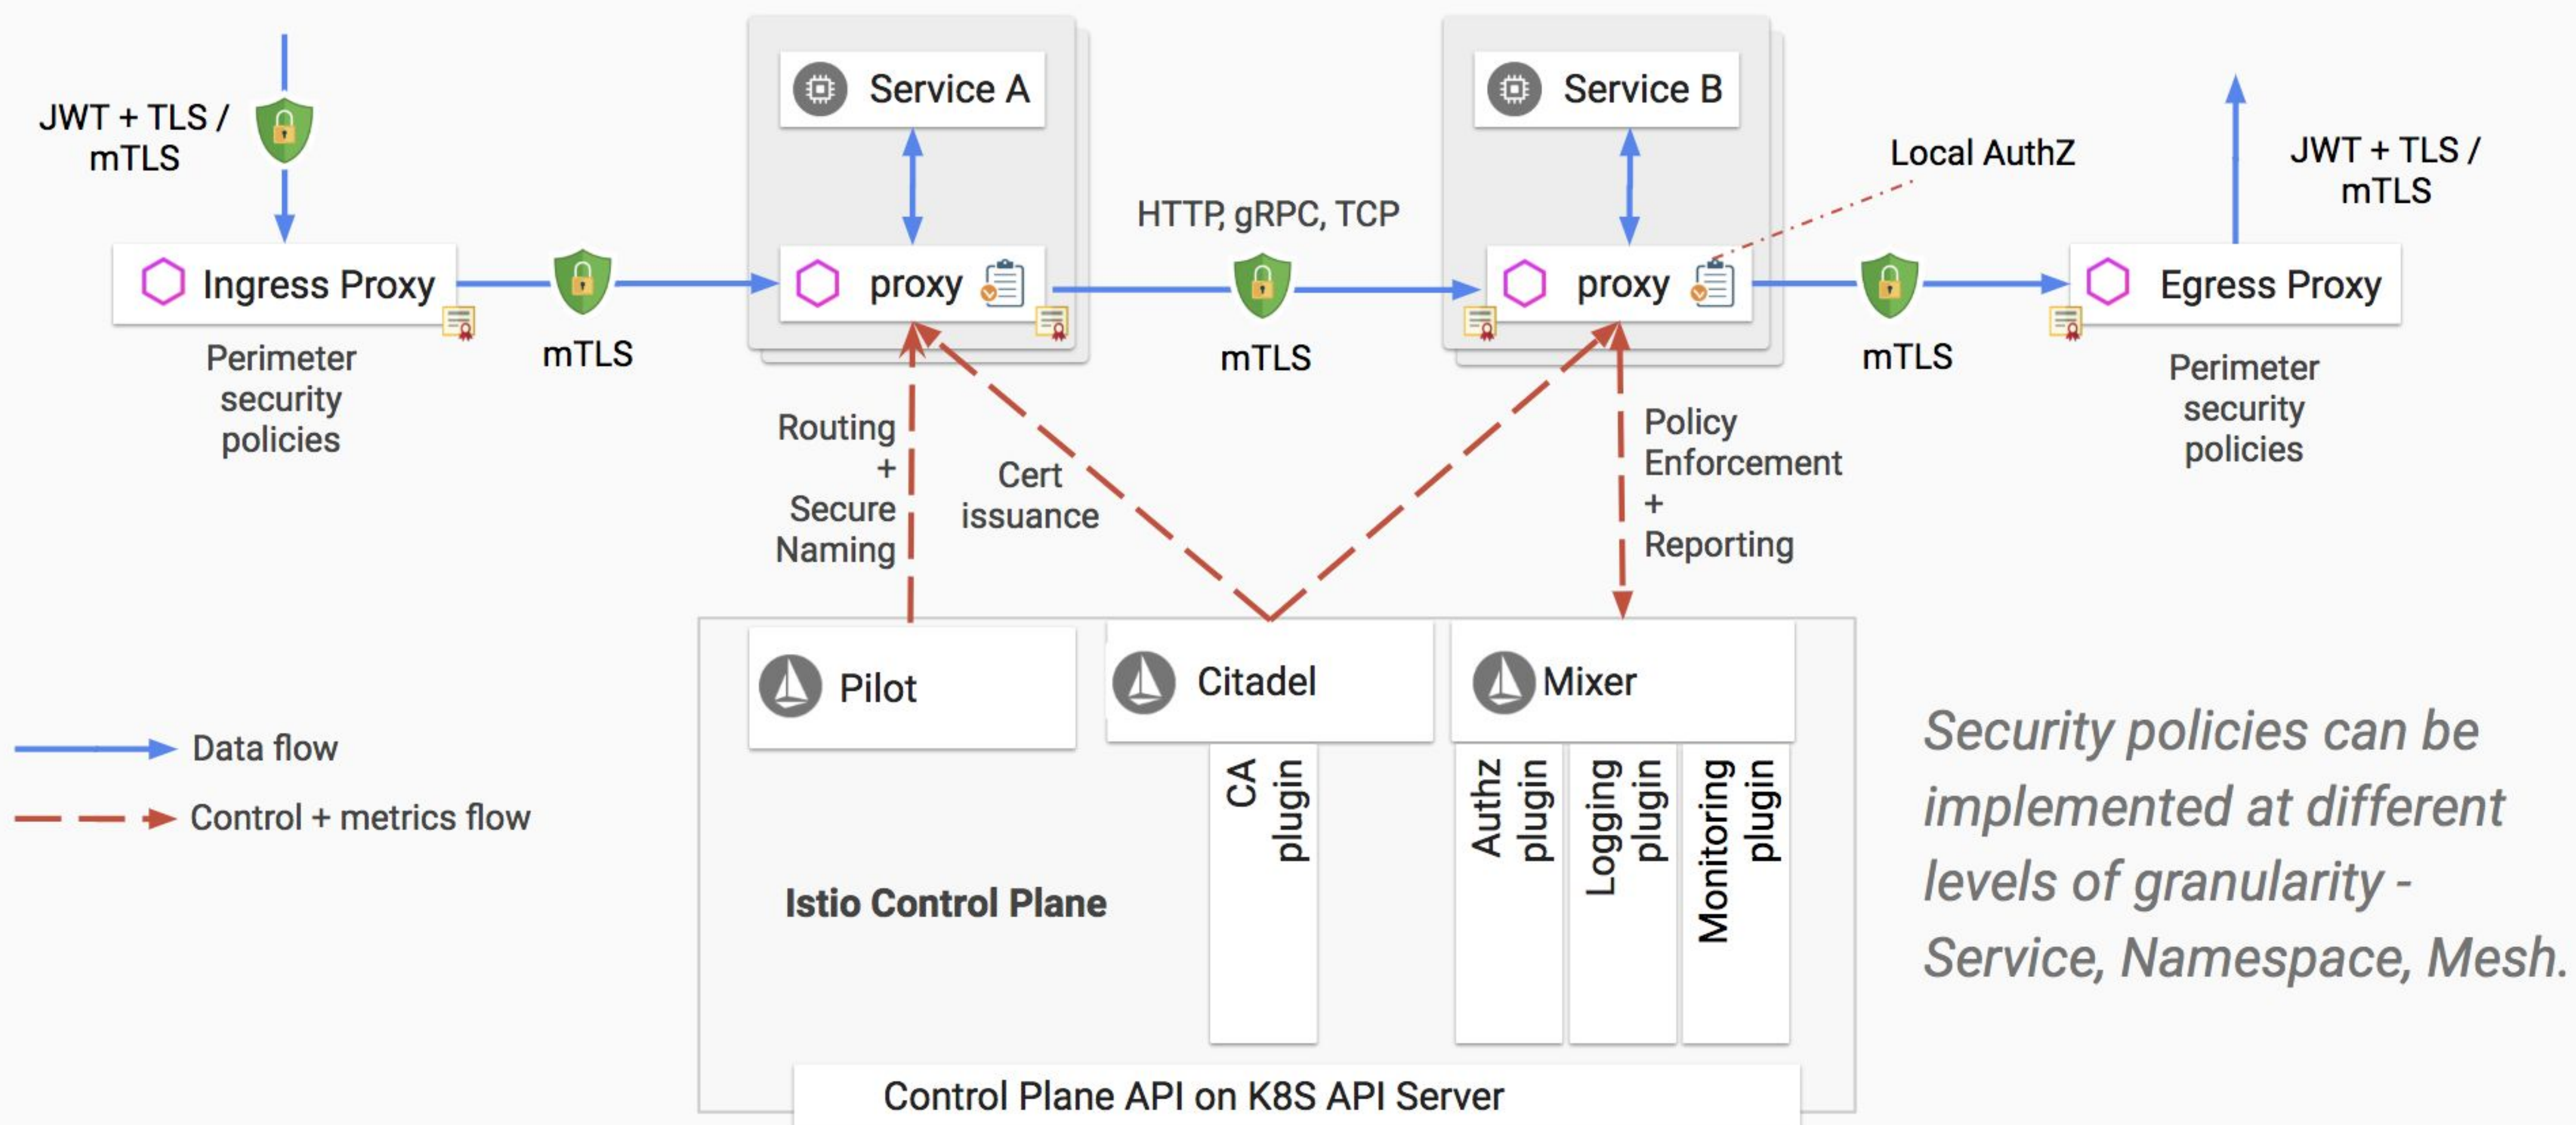 JWT + TLS /
mTLS
Service A
Service B
Local AuthZ
JWT + TLS /
mTLS
HTTP, gRPC, TCP
Ingress Proxy
proxy
proxy
Egress Proxy
mTLS
mTLS
mTLS
Perimeter
security
policies
Perimeter
security
policies
Routing
+
Secure
Naming
Cert
issuance
Policy
Enforcement
+
Reporting
Pilot
Citadel
Mixer
Data flow
Control + metrics flow
CA
plugin
Authz
plugin
Logging
plugin
Monitoring
plugin
Istio Control Plane
Security policies can be
implemented at different
levels of granularity -
Service, Namespace, Mesh.
Control Plane API on K8S API Server